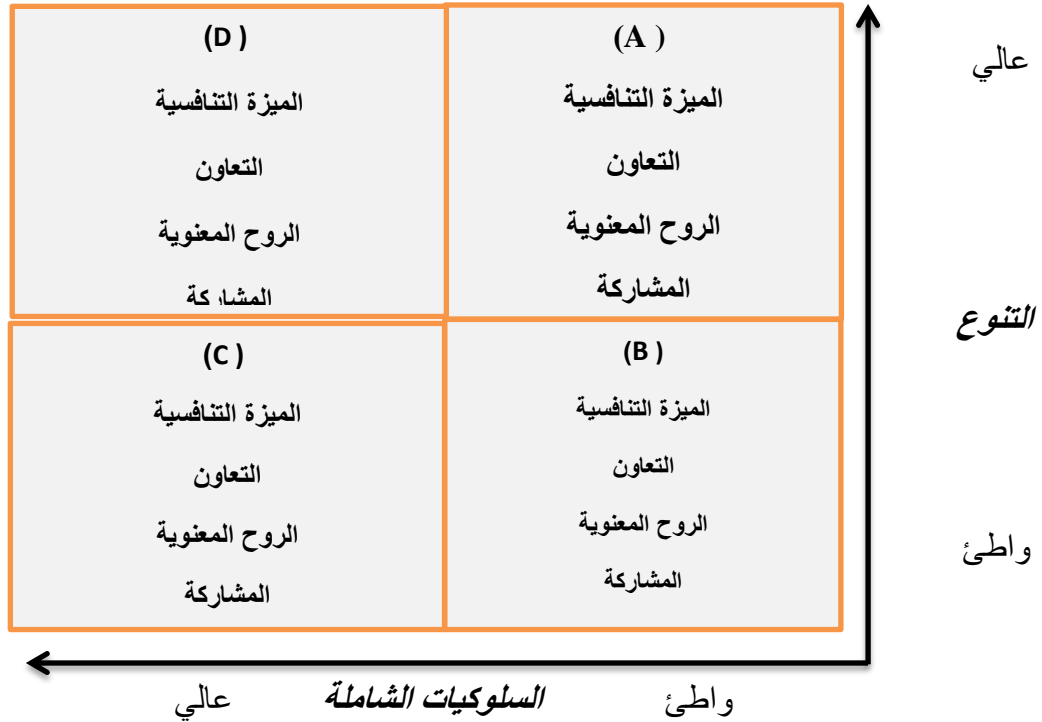 (A )
الميزة التنافسية
التعاون
الروح المعنوية
المشاركة
(D )
الميزة التنافسية
التعاون
الروح المعنوية
المشاركة
(B )
الميزة التنافسية
التعاون
الروح المعنوية
المشاركة
(C )
الميزة التنافسية
التعاون
الروح المعنوية
المشاركة
عالي
التنوع
واطئ
واطئ السلوكيات الشاملة عالي